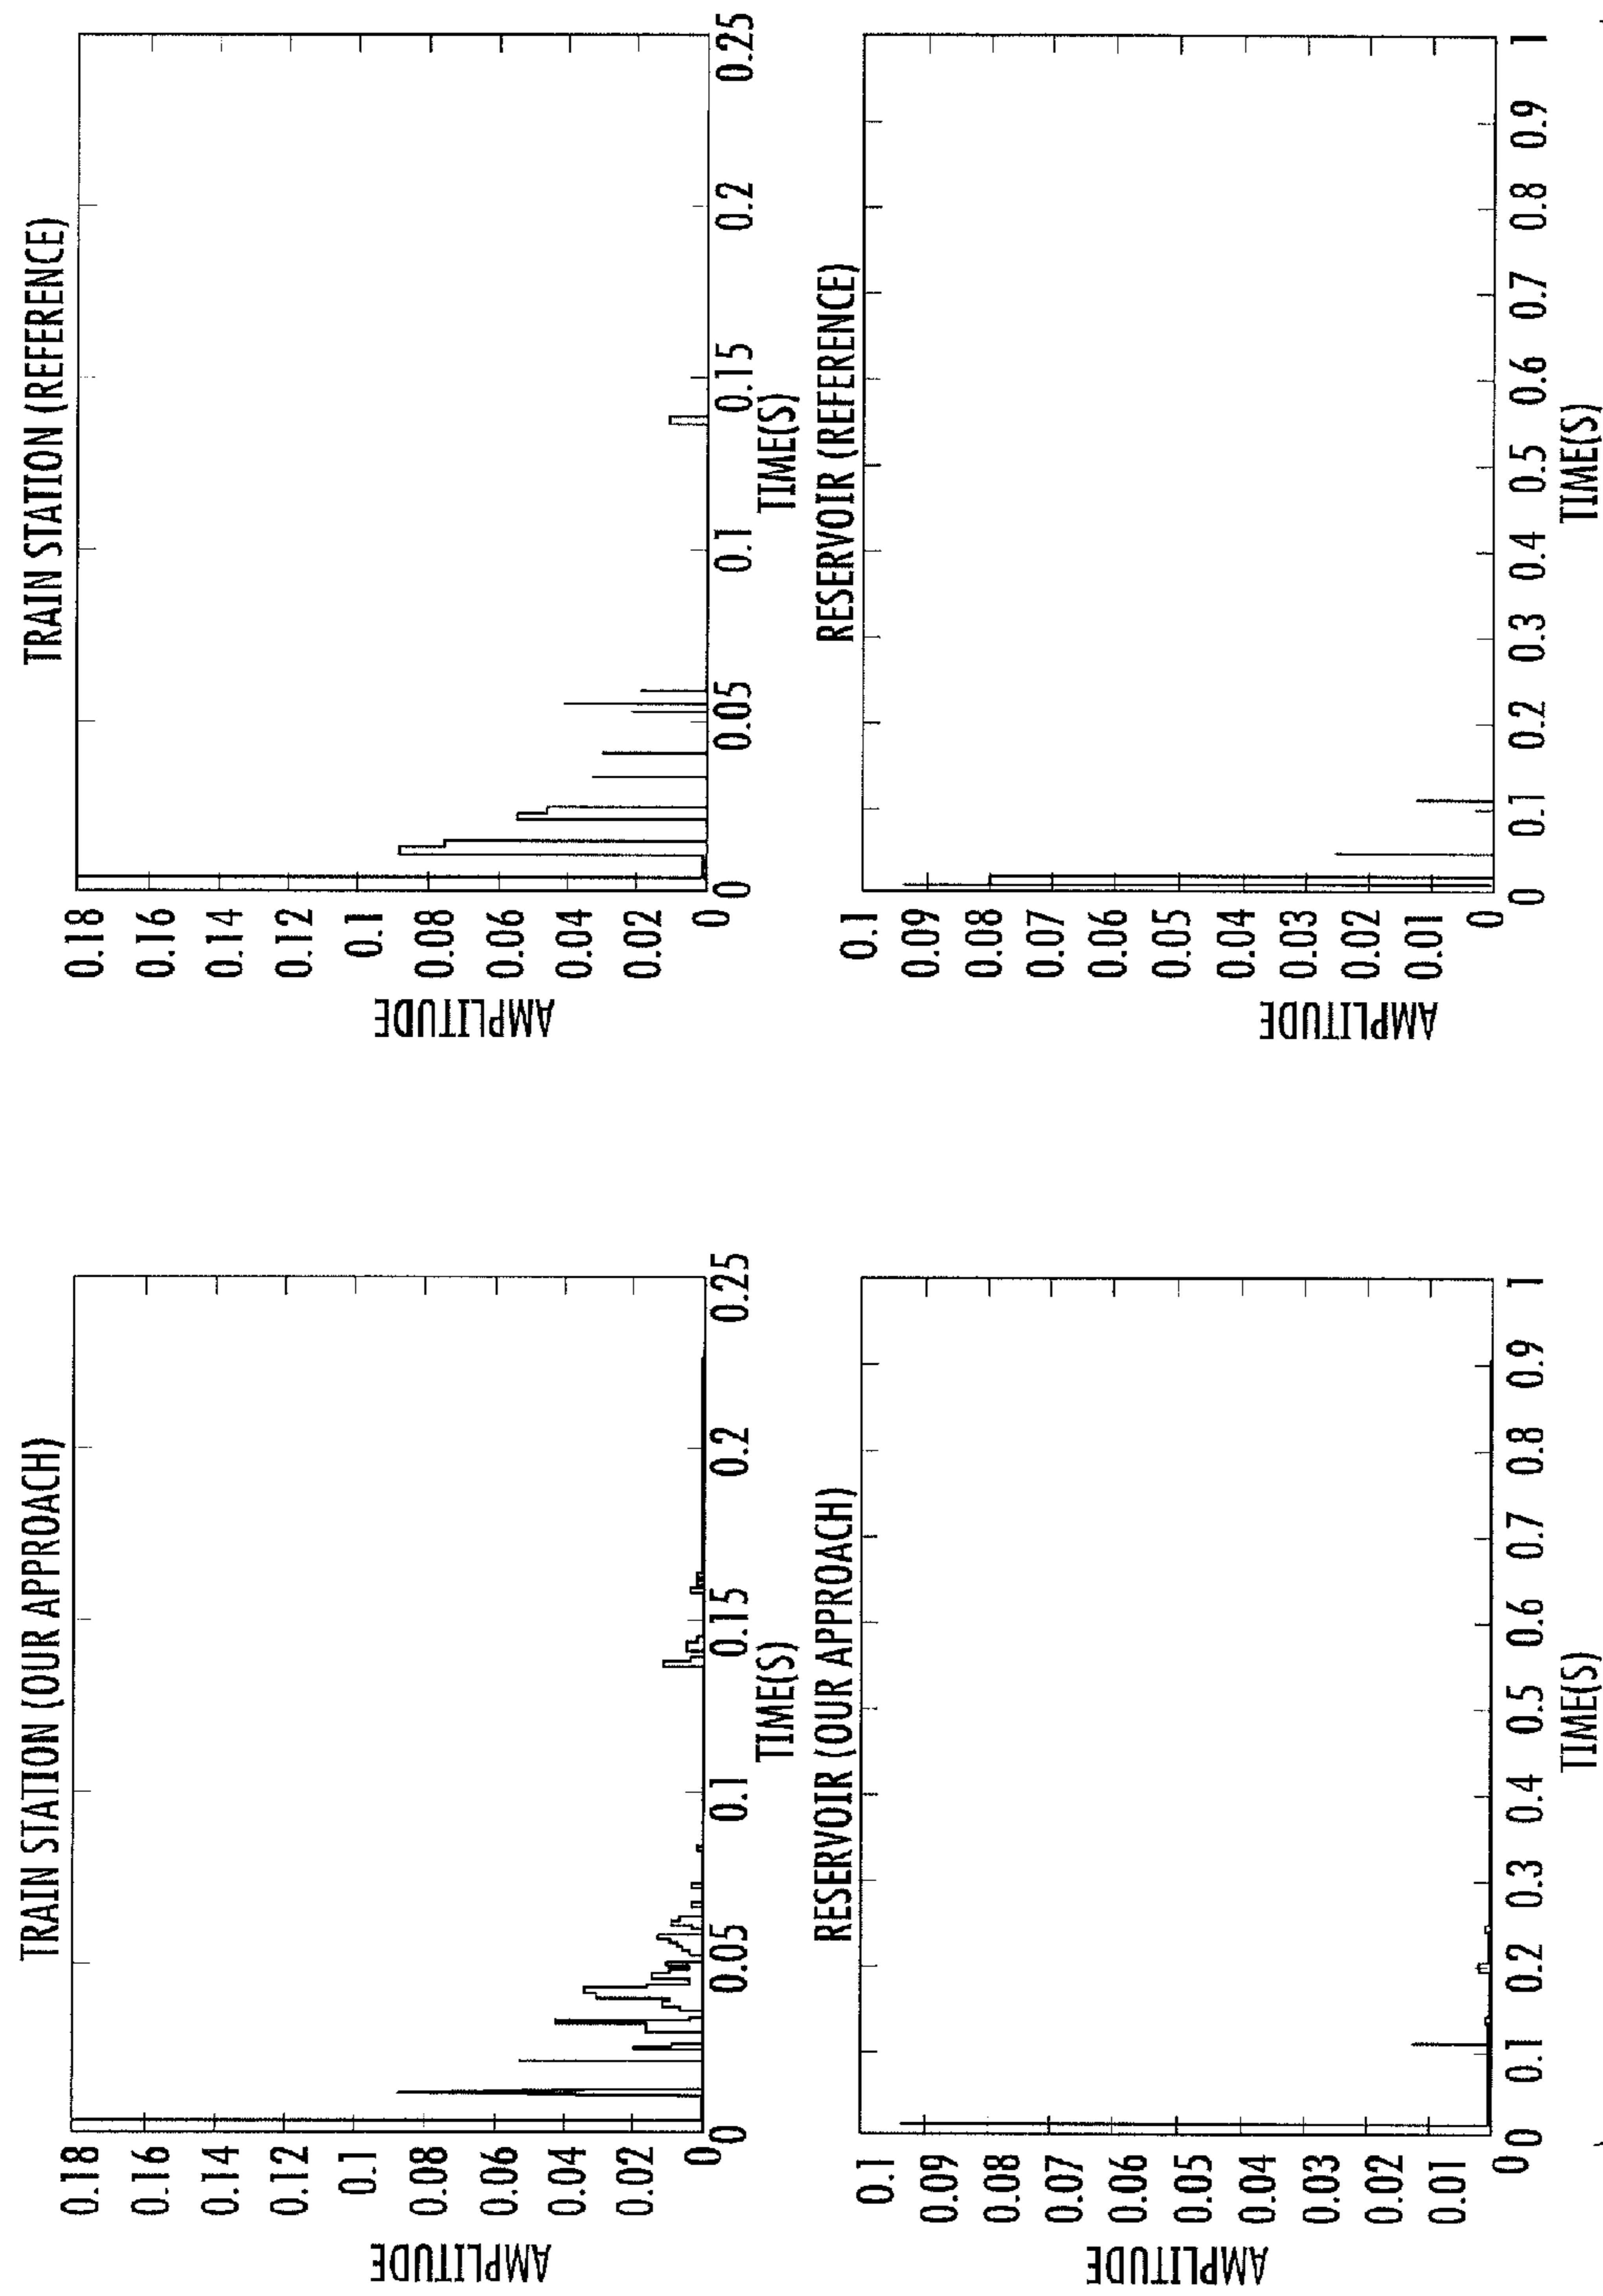 TRAIN STATION (OUR APPROACH)
AMPLITUDE
0.18
0.16
0.14
0.12
0.1
0.08
0.06
0.04
0.02
0
0 0.05 0.1 0.15 0.2 0.25
TIME(S)
TRAIN STATION (REFERENCE)
AMPLITUDE
0.18
0.16
0.14
0.12
0.1
0.08
0.06
0.04
0.02
0
0 0.05 0.1 0.15 0.2 0.25
TIME(S)
RESERVOIR (OUR APPROACH)
AMPLITUDE
0.1
0.09
0.08
0.07
0.06
0.05
0.04
0.03
0.02
0.01
0
0 0.1 0.2 0.3 0.4 0.5 0.6 0.7 0.8 0.9 1
TIME(S)
RESERVOIR (REFERENCE)
AMPLITUDE
0.1
0.09
0.08
0.07
0.06
0.05
0.04
0.03
0.02
0.01
0
0 0.1 0.2 0.3 0.4 0.5 0.6 0.7 0.8 0.9 1
TIME(S)